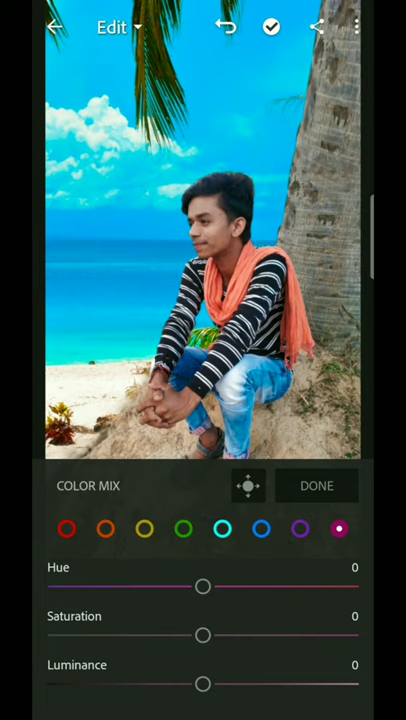 Edit
COLOR MIX
DONE
Hue 0
Saturation 0
Luminance 0